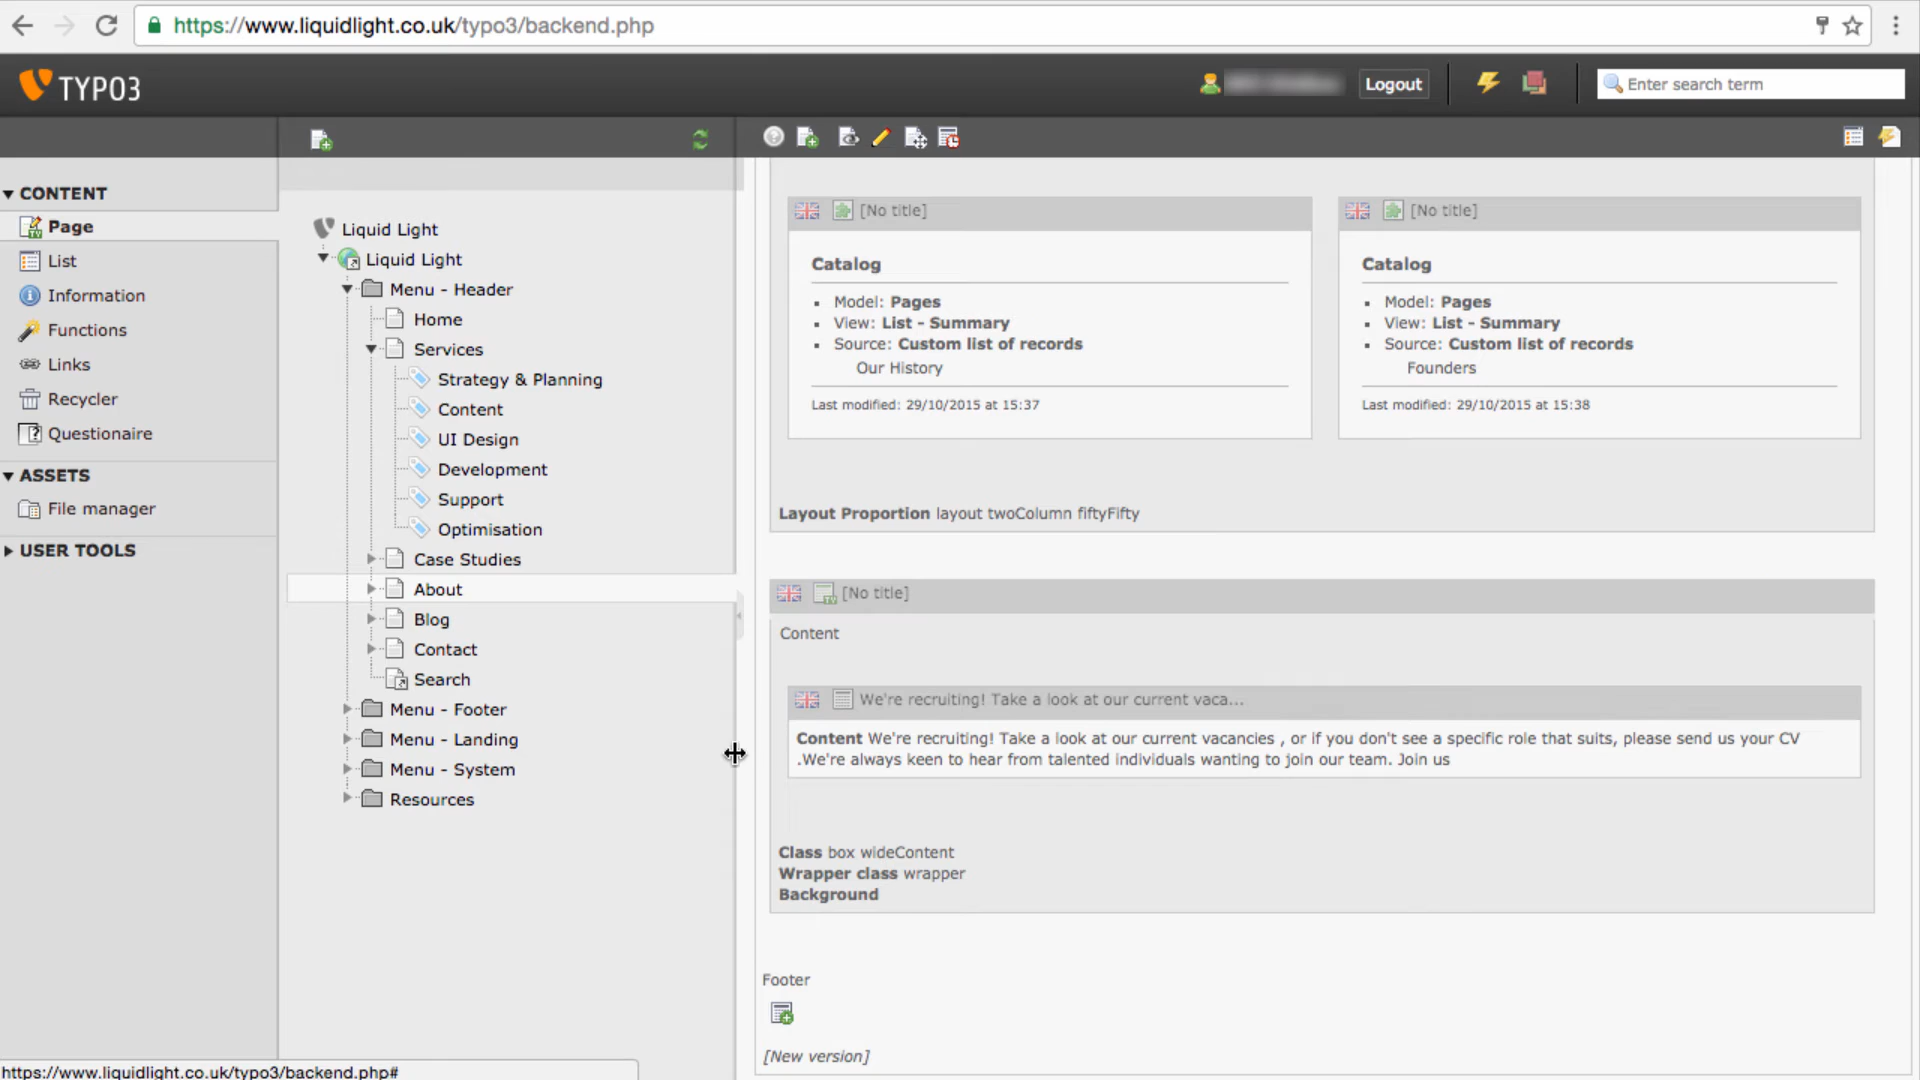 https://www.liquidlight.co.uk/typo3/backend.php
TYPO3
Logout
Enter search term
CONTENT
Page
List
Information
Functions
Links
Recycler
Questionaire
ASSETS
File manager
USER TOOLS
Liquid Light
Liquid Light
Menu - Header
Home
Services
Strategy & Planning
Content
UI Design
Development
Support
Optimisation
Case Studies
About
Blog
Contact
Search
Menu - Footer
Menu - Landing
Menu - System
Resources
[No title]
Catalog
Model: Pages
View: List - Summary
Source: Custom list of records
Our History
Last modified: 29/10/2015 at 15:37
[No title]
Catalog
Model: Pages
View: List - Summary
Source: Custom list of records
Founders
Last modified: 29/10/2015 at 15:38
Layout Proportion layout twoColumn fiftyFifty
[No title]
Content
We're recruiting! Take a look at our current vaca...
Content We're recruiting! Take a look at our current vacancies , or if you don't see a specific role that suits, please send us your CV
.We're always keen to hear from talented individuals wanting to join our team. Join us
Class box wideContent
Wrapper class wrapper
Background
Footer
[New version]
https://www.liquidlight.co.uk/typo3/backend.php#